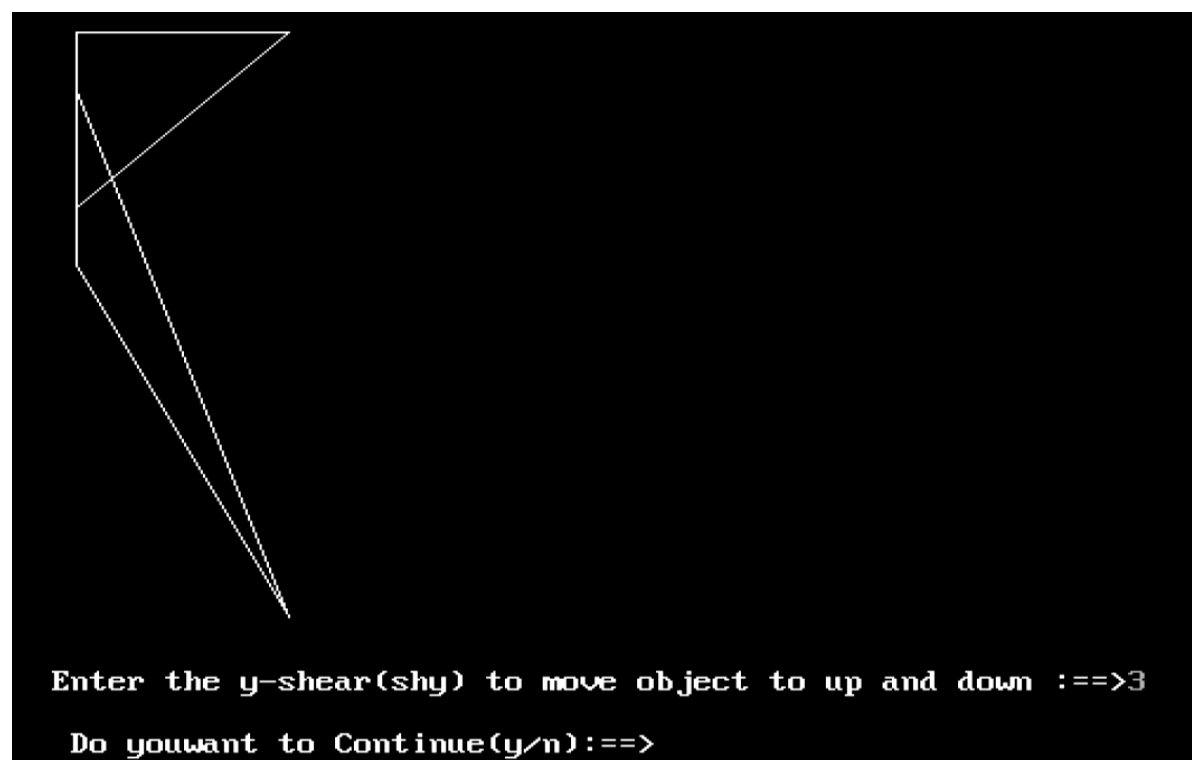 Enter the y-shear(shy) to move object to up and down :==>3
Do youwant to Continue(y/n):==>